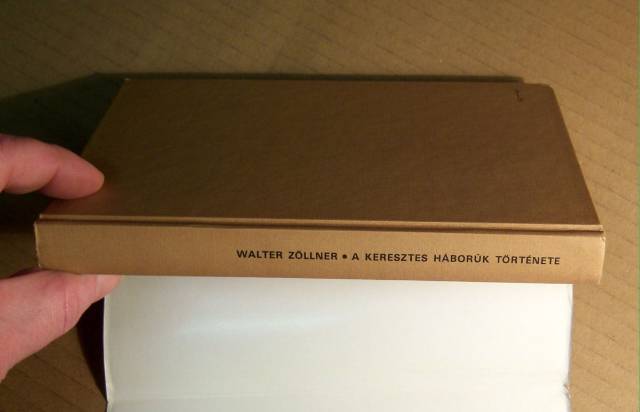 WALTER ZÖLLNER • A KERESZTES HÁBORÚK TÖRTÉNETE